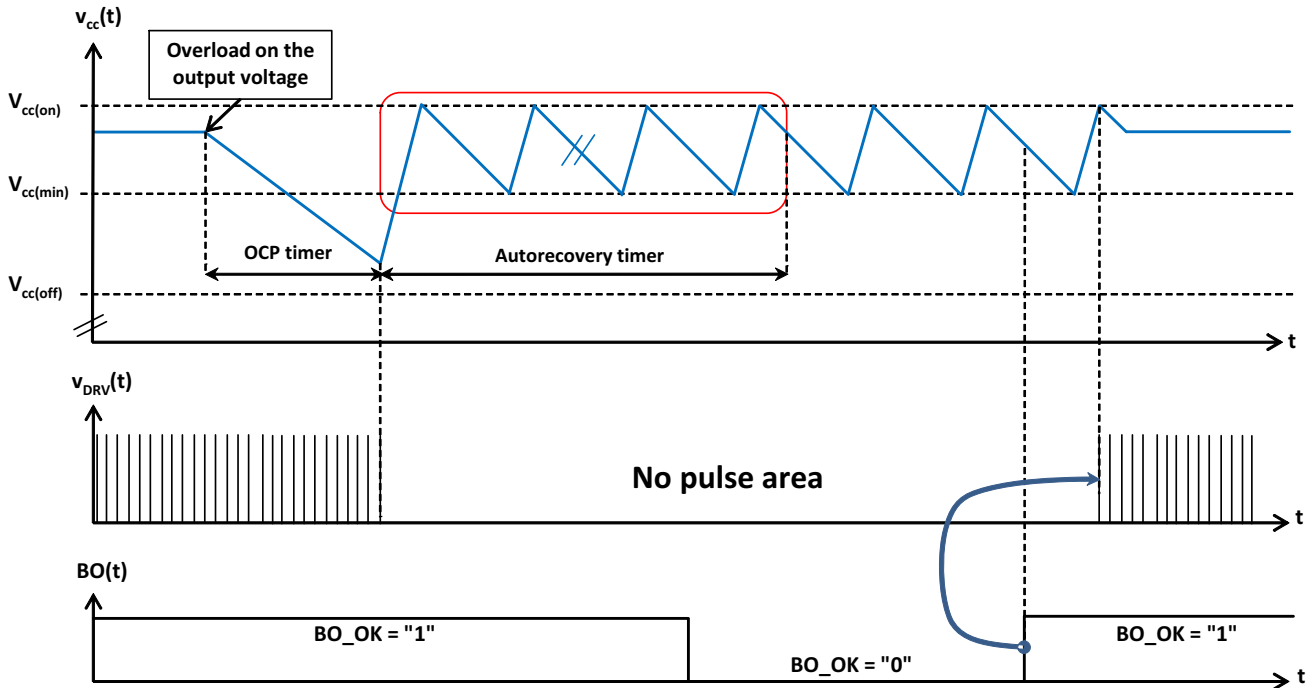 vcc(t)
Overload on the
output voltage
Vcc(on)
Vcc(min)
OCP timer
Autorecovery timer
Vcc(off)
t
vDRV(t)
No pulse area
t
BO(t)
BO_OK = "1"
BO_OK = "1"
BO_OK = "0"
t